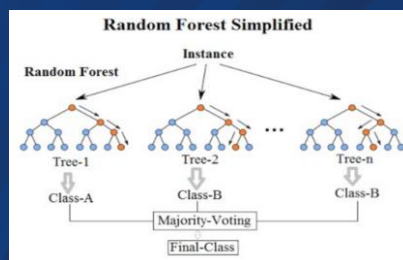 Random Forest Simplified
Instance
Random Forest
...
Tree-1 Tree-2 Tree-n
Class-A Class-B Class-B
Majority-Voting
Final-Class